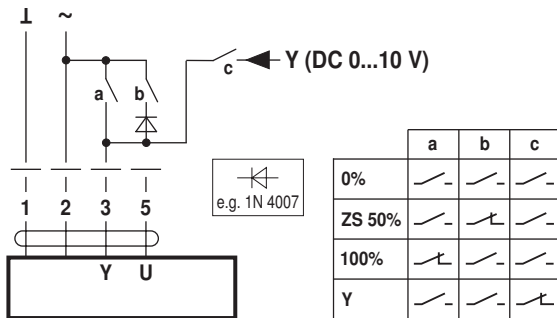 ⊥ ~
c Y (DC 0...10 V)
a b
e.g. 1N 4007
1 2 3 5
Y U
a b c
0%
ZS 50%
100%
Y